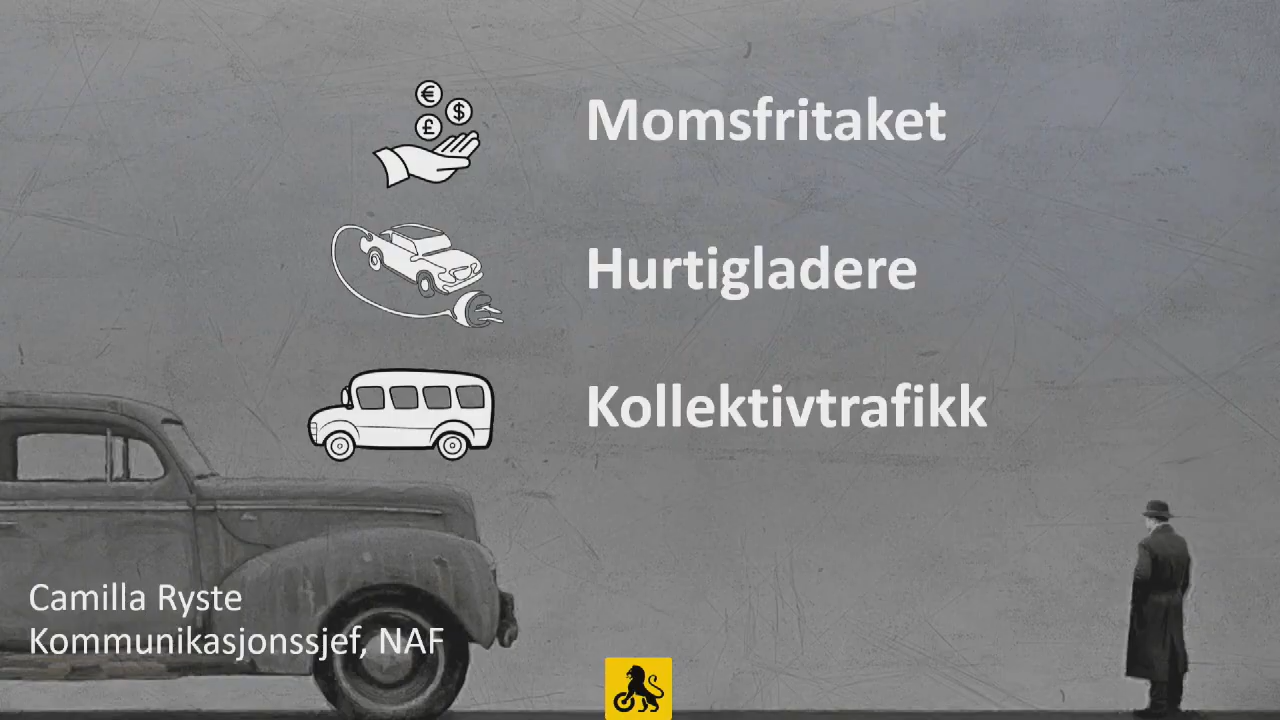 €
$
£
Momsfritaket
Hurtigladere
Kollektivtrafikk
Camilla Ryste
Kommunikasjonssjef, NAF